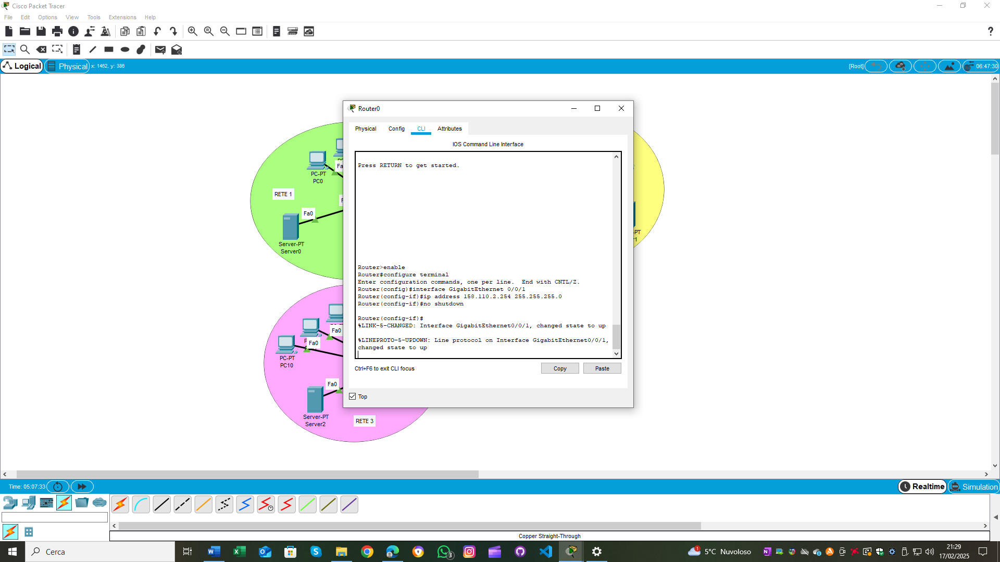 Cisco Packet Tracer
File Edit Options View Tools Extensions Help
Logical
Physical
x: 1462, y: 386
[Root]
06:47:30
PC-PT
PC0
Fa
RETE 1
Fa0
Server-PT
Server0
Fa0
Fa0
PC-PT
PC10
Fa0
Server-PT
Server2
RETE 3
-PT
Router0
Physical Config CLI Attributes
IOS Command Line Interface
Press RETURN to get started.
Router>enable
Router#configure terminal
Enter configuration commands, one per line.  End with CNTL/Z.
Router(config)#interface GigabitEthernet 0/0/1
Router(config-if)#ip address 158.110.2.254 255.255.255.0
Router(config-if)#no shutdown
Router(config-if)#
%LINK-5-CHANGED: Interface GigabitEthernet0/0/1, changed state to up
%LINEPROTO-5-UPDOWN: Line protocol on Interface GigabitEthernet0/0/1,
changed state to up
Ctrl+F6 to exit CLI focus
Copy
Paste
Top
Time: 05:07:33
Realtime
Simulation
Copper Straight-Through
Cerca
3
1
5°C Nuvoloso
21:29
17/02/2025